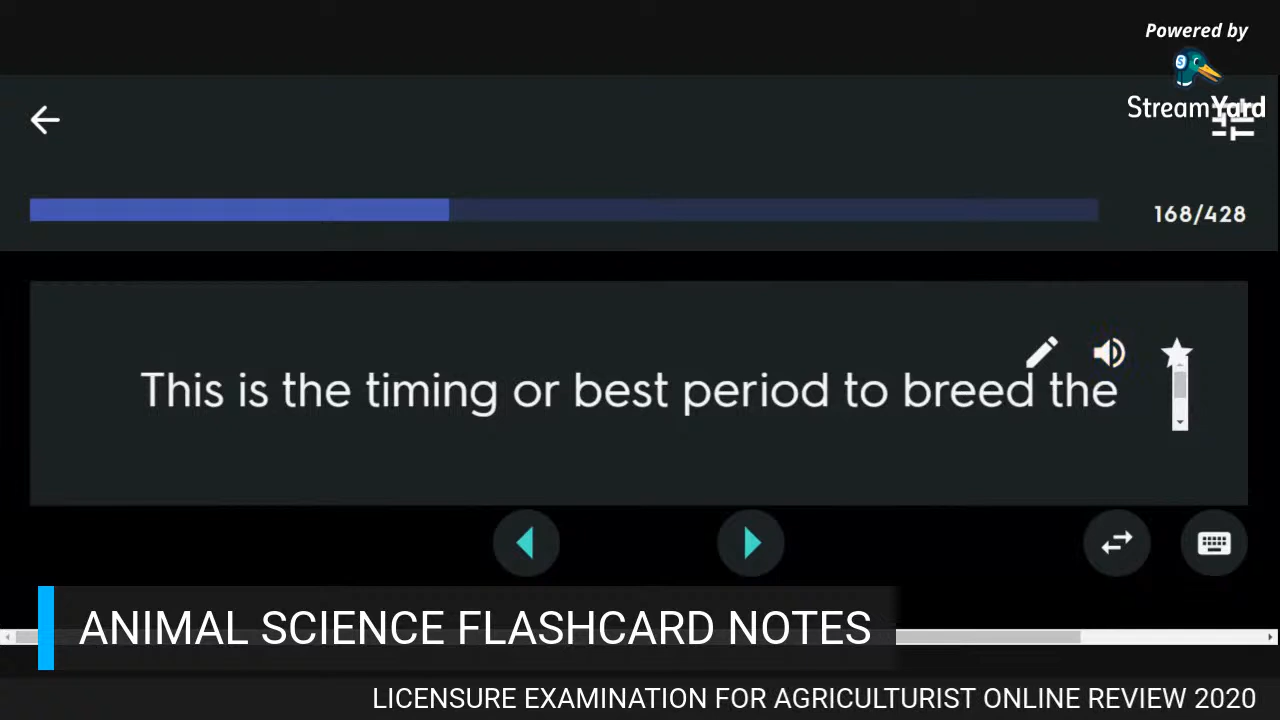 Powered by
StreamYard
168/428
This is the timing or best period to breed the
ANIMAL SCIENCE FLASHCARD NOTES
LICENSURE EXAMINATION FOR AGRICULTURIST ONLINE REVIEW 2020